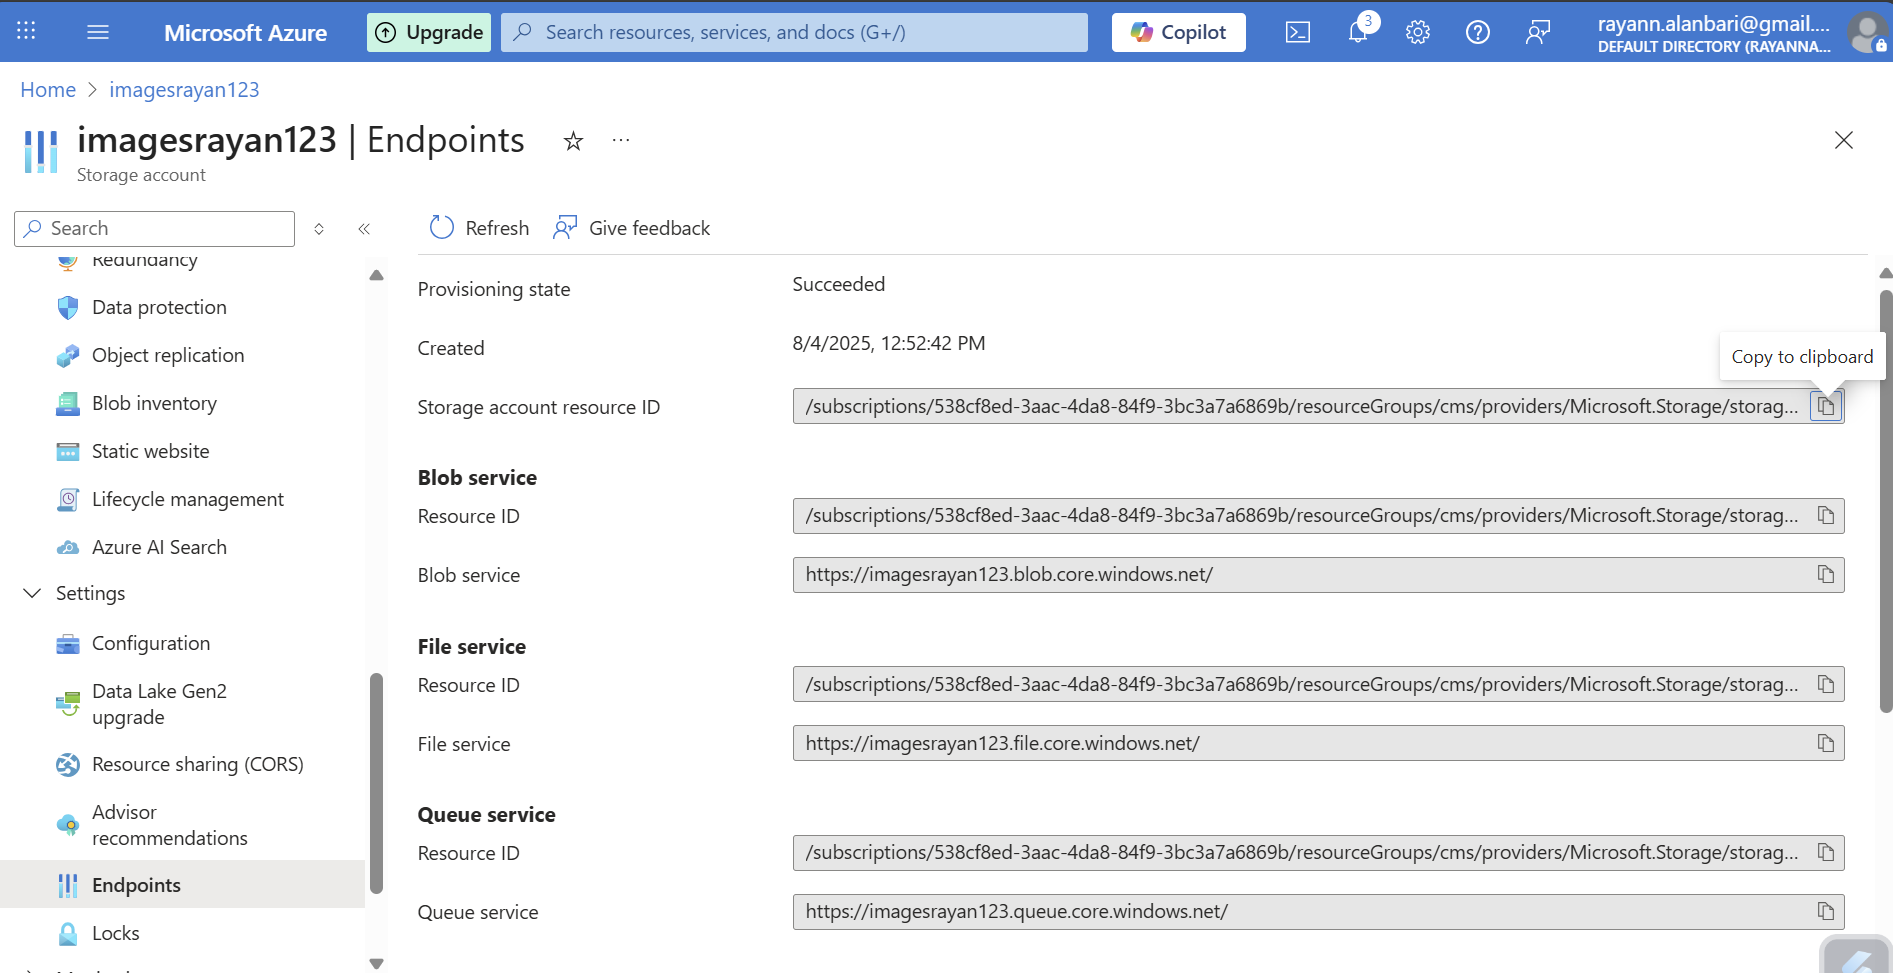 Microsoft Azure
Upgrade
Search resources, services, and docs (G+/)
Copilot
3
rayann.alanbari@gmail....
DEFAULT DIRECTORY (RAYANNA...
Home > imagesrayan123
imagesrayan123 | Endpoints
Storage account
Search
Redundancy
Data protection
Object replication
Blob inventory
Static website
Lifecycle management
Azure AI Search
Settings
Configuration
Data Lake Gen2
upgrade
Resource sharing (CORS)
Advisor
recommendations
Endpoints
Locks
Refresh
Give feedback
Provisioning state
Succeeded
Created
8/4/2025, 12:52:42 PM
Copy to clipboard
Storage account resource ID
/subscriptions/538cf8ed-3aac-4da8-84f9-3bc3a7a6869b/resourceGroups/cms/providers/Microsoft.Storage/storag...
Blob service
Resource ID
/subscriptions/538cf8ed-3aac-4da8-84f9-3bc3a7a6869b/resourceGroups/cms/providers/Microsoft.Storage/storag...
Blob service
https://imagesrayan123.blob.core.windows.net/
File service
Resource ID
/subscriptions/538cf8ed-3aac-4da8-84f9-3bc3a7a6869b/resourceGroups/cms/providers/Microsoft.Storage/storag...
File service
https://imagesrayan123.file.core.windows.net/
Queue service
Resource ID
/subscriptions/538cf8ed-3aac-4da8-84f9-3bc3a7a6869b/resourceGroups/cms/providers/Microsoft.Storage/storag...
Queue service
https://imagesrayan123.queue.core.windows.net/